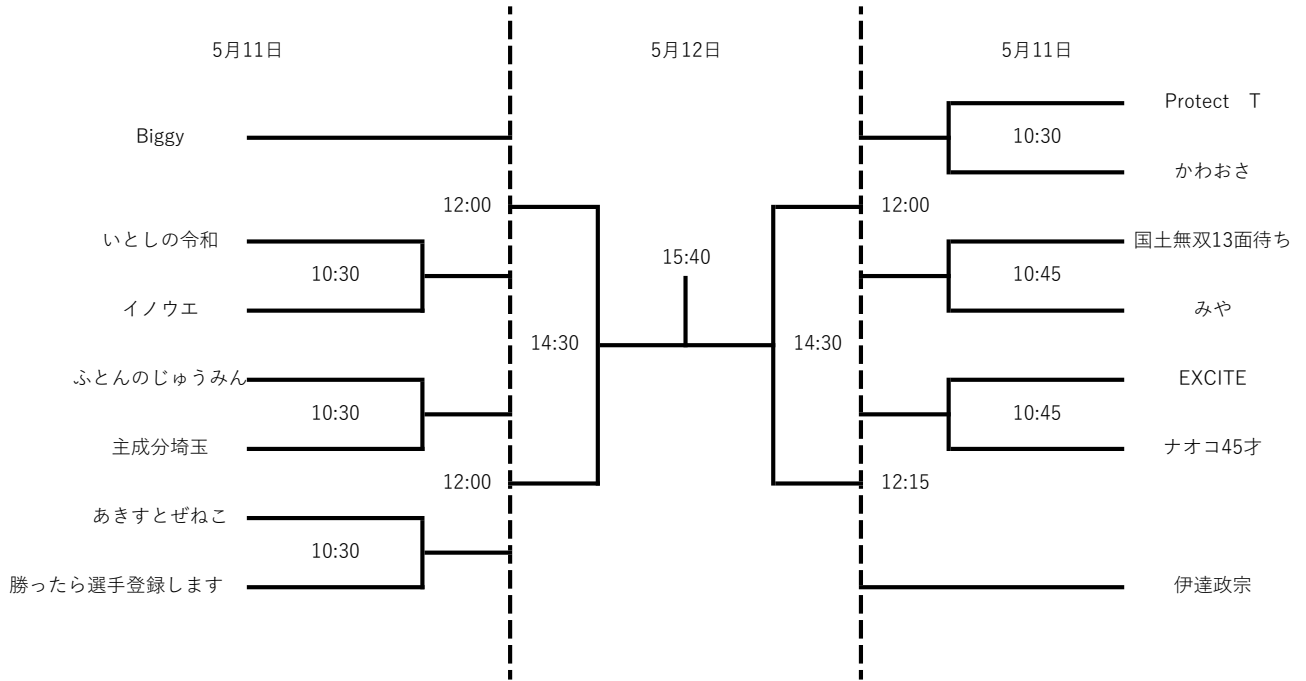 5月11日
5月12日
5月11日
Protect　T
Biggy
10:30
かわおさ
12:00
12:00
いとしの令和
国土無双13面待ち
15:40
10:30
10:45
イノウエ
みや
14:30
14:30
ふとんのじゅうみん
EXCITE
10:30
10:45
主成分埼玉
ナオコ45才
12:00
12:15
あきすとぜねこ
10:30
勝ったら選手登録します
伊達政宗